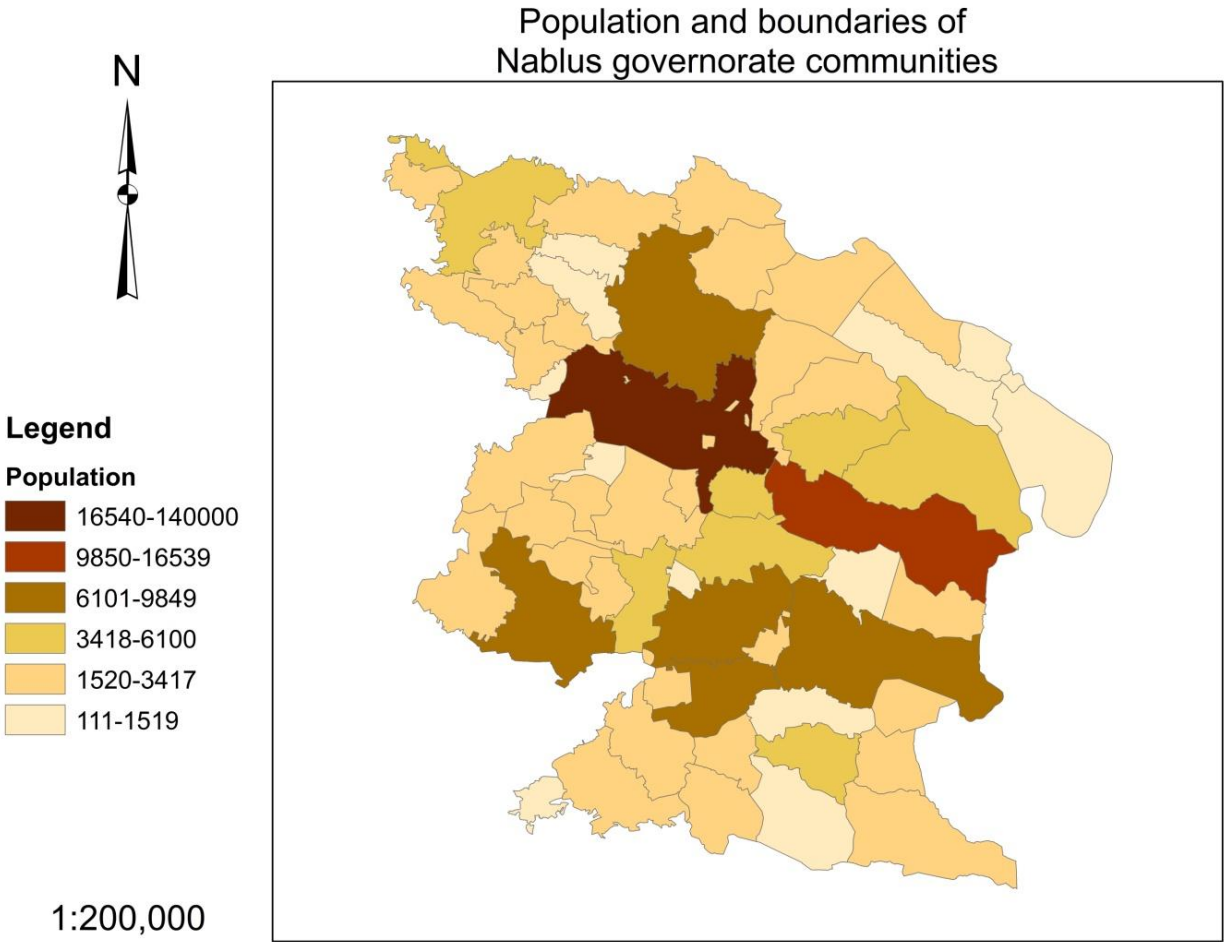 Population and boundaries of
Nablus governorate communities
N
Legend
Population
16540-140000
9850-16539
6101-9849
3418-6100
1520-3417
111-1519
1:200,000